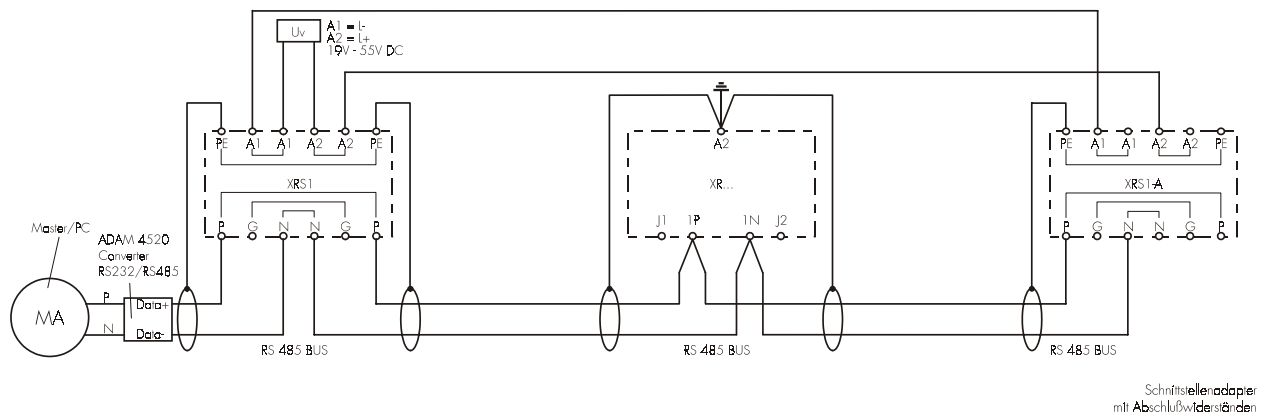 Uv
A1 = L-
A2 = L+
19V - 55V DC
PE A1 A1 A2 A2 PE
XRS1
P G N N G P
A2
XR...
J1 1P 1N J2
PE A1 A1 A2 A2 PE
XRS1-A
P G N N G P
Master/PC
ADAM 4520
Converter
RS232/RS485
MA
P
N
Data+
Data-
RS 485 BUS
RS 485 BUS
RS 485 BUS
Schnittstellenadapter
mit Abschlußwiderständen